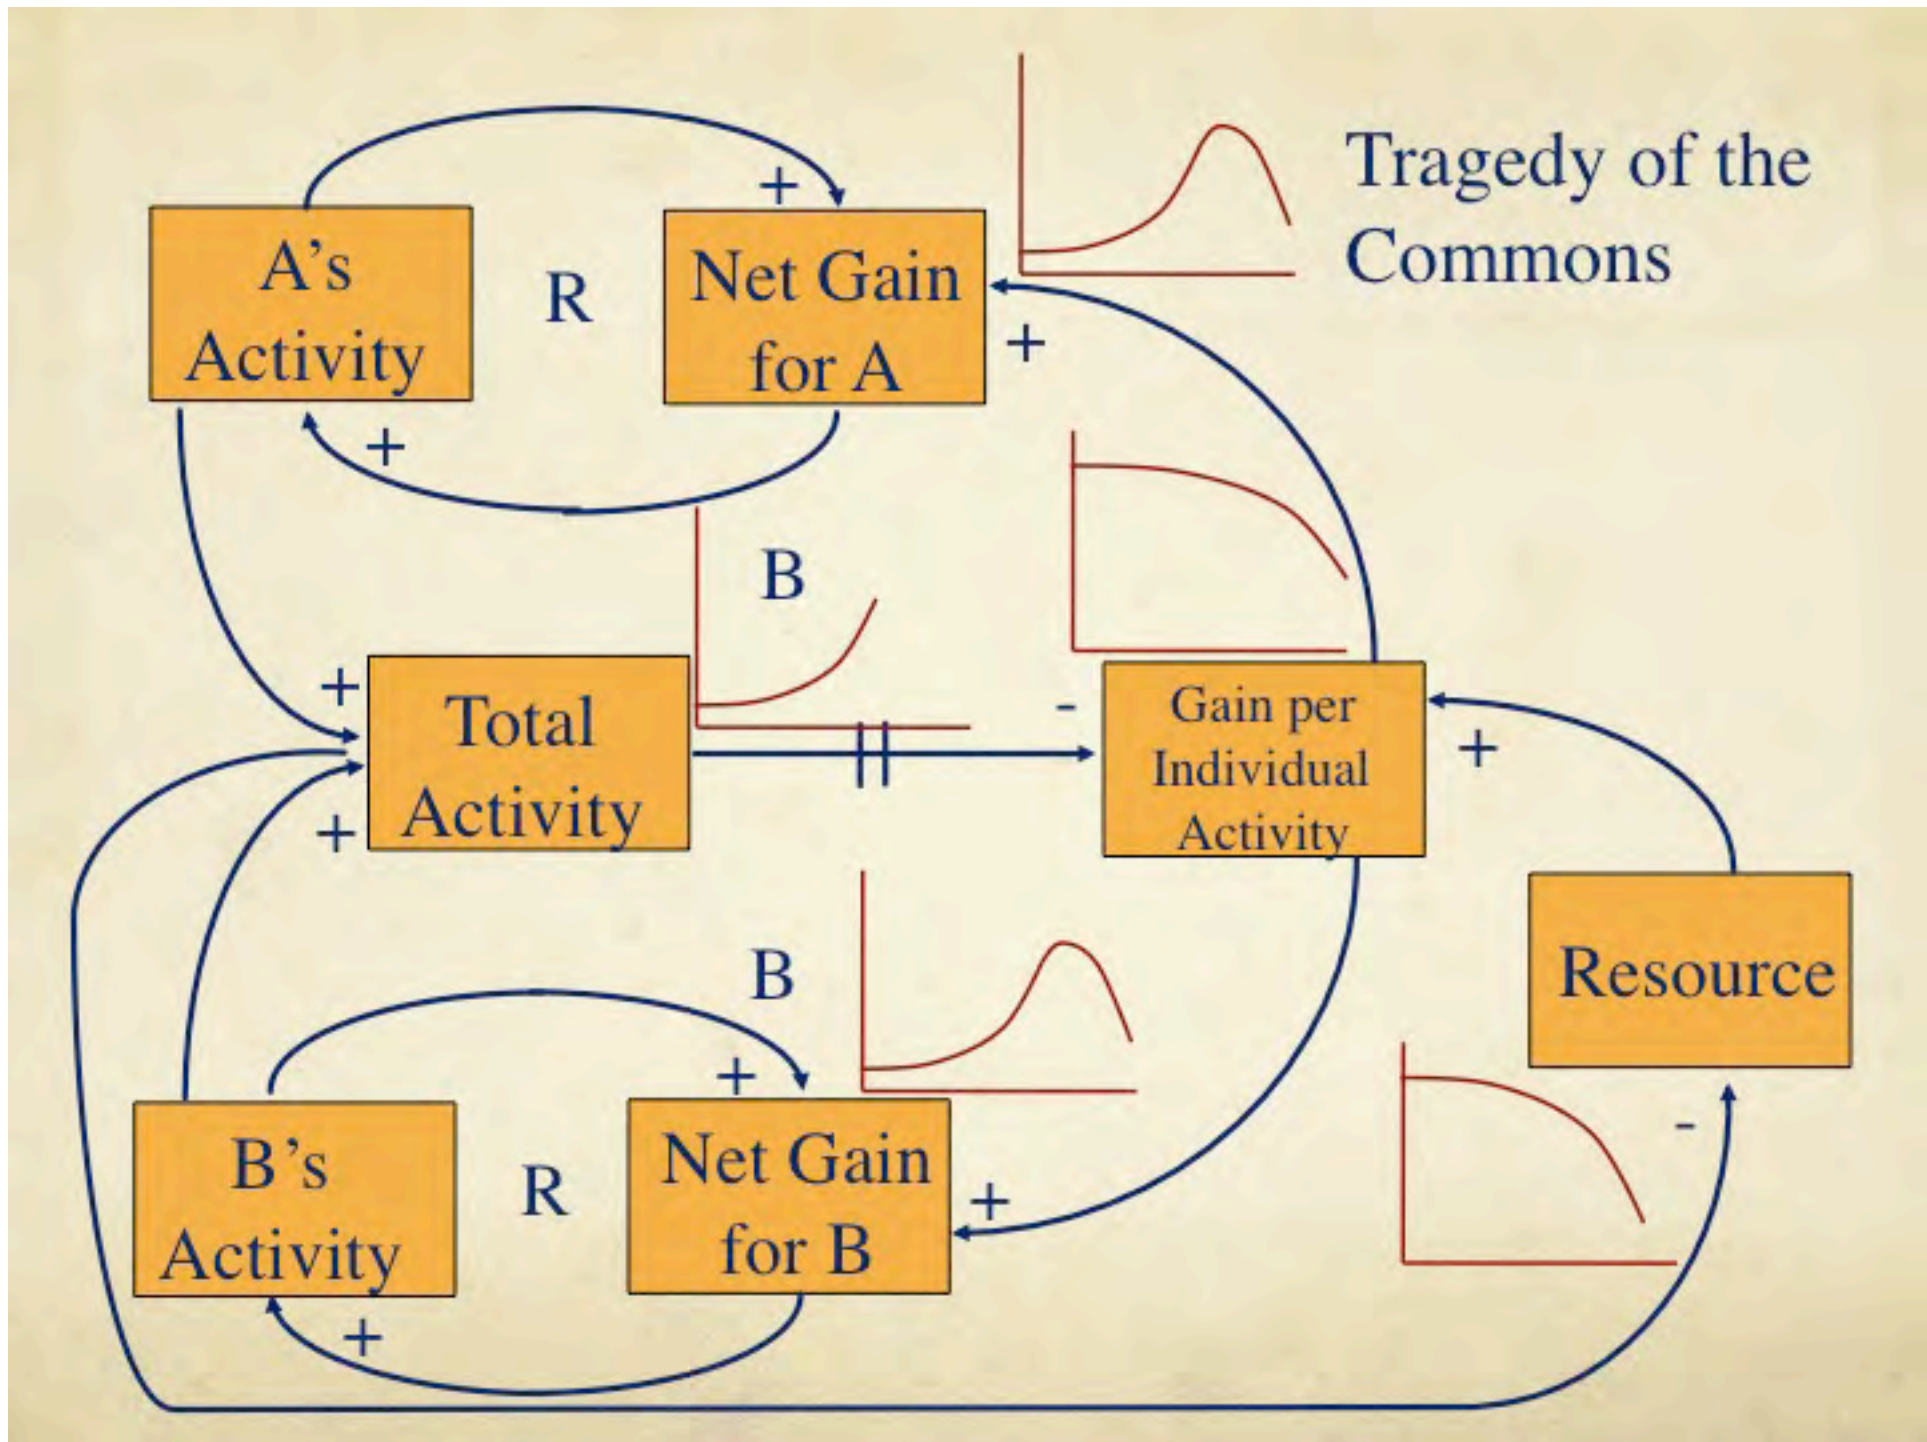 Tragedy of the
Commons
+
A’s
Activity
R
Net Gain
for A
+
+
B
+
Total
Activity
+
-
Gain per
Individual
Activity
+
Resource
-
B
+
B’s
Activity
R
Net Gain
for B
+
+